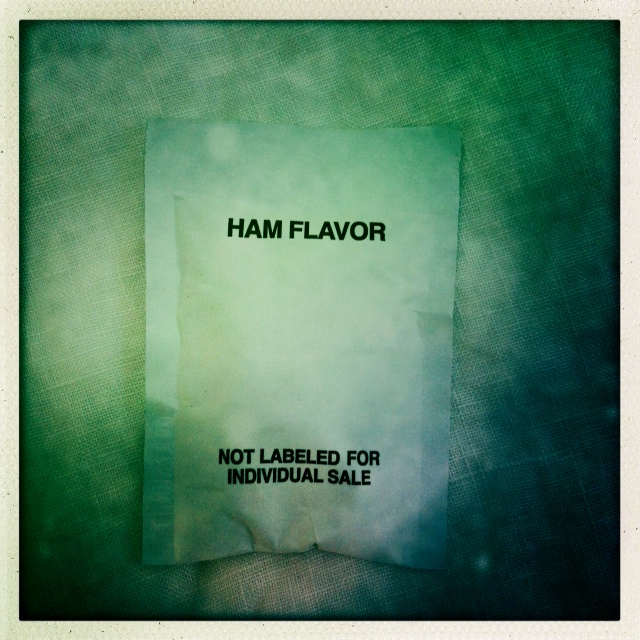 HAM FLAVOR
NOT LABELED FOR
INDIVIDUAL SALE